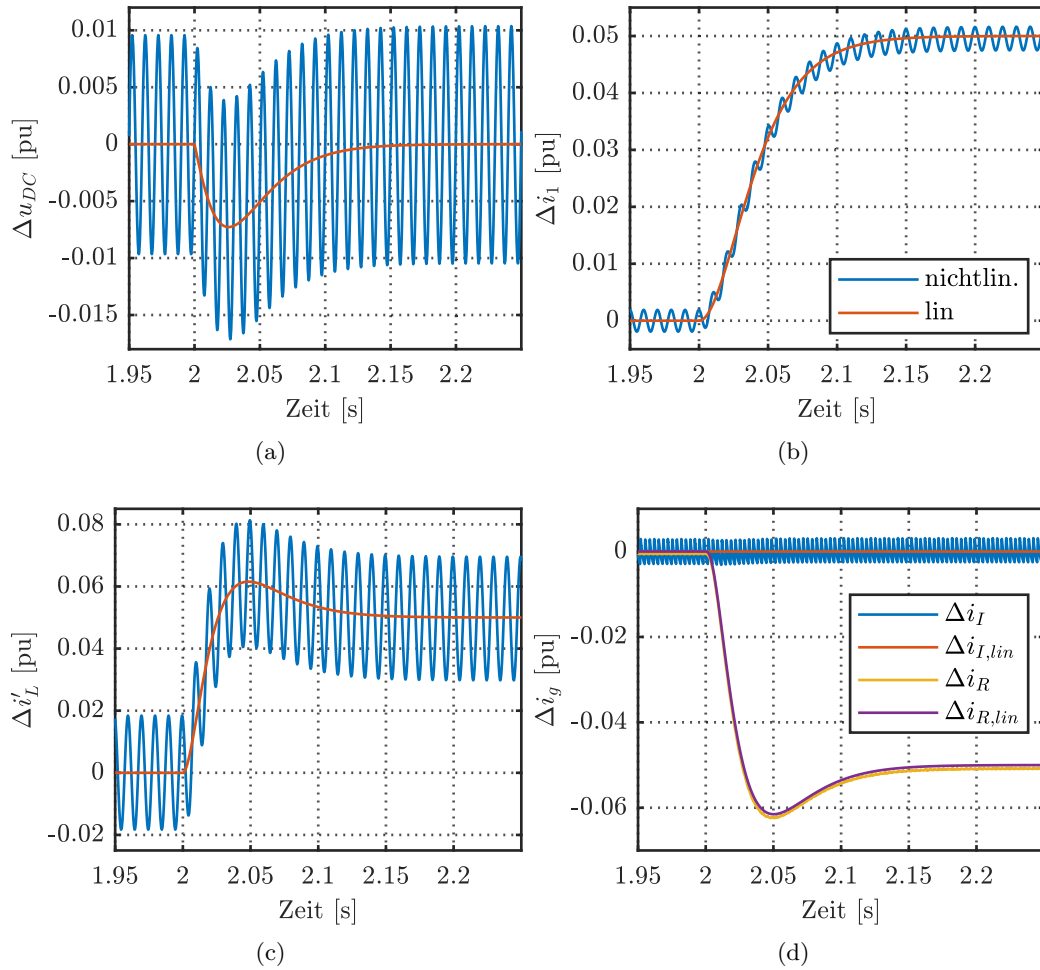 0.01
0.005
0
-0.005
-0.01
-0.015
Δu_{DC} [pu]
1.95 2 2.05 2.1 2.15 2.2
Zeit [s]
(a)
0.05
0.04
0.03
0.02
0.01
0
Δi_1 [pu]
nichtlin.
lin
1.95 2 2.05 2.1 2.15 2.2
Zeit [s]
(b)
0.08
0.06
0.04
0.02
0
-0.02
Δi'_L [pu]
1.95 2 2.05 2.1 2.15 2.2
Zeit [s]
(c)
0
-0.02
-0.04
-0.06
Δi_g [pu]
Δi_I
Δi_{I,lin}
Δi_R
Δi_{R,lin}
1.95 2 2.05 2.1 2.15 2.2
Zeit [s]
(d)